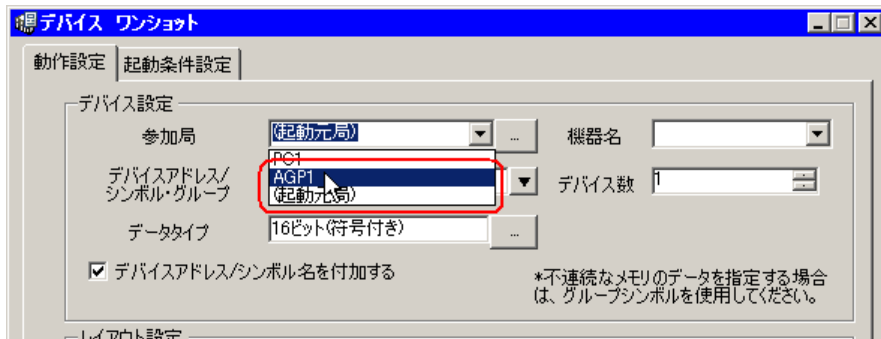 デバイス ワンショット
動作設定 起動条件設定
デバイス設定
参加局 (起動元局) ... 機器名
PC1
AGP1
(起動元局)
デバイスアドレス/
シンボル・グループ
デバイス数 1
データタイプ 16ビット(符号付き) ...
デバイスアドレス/シンボル名を付加する
*不連続なメモリのデータを指定する場合
は、グループシンボルを使用してください。
レイアウト設定